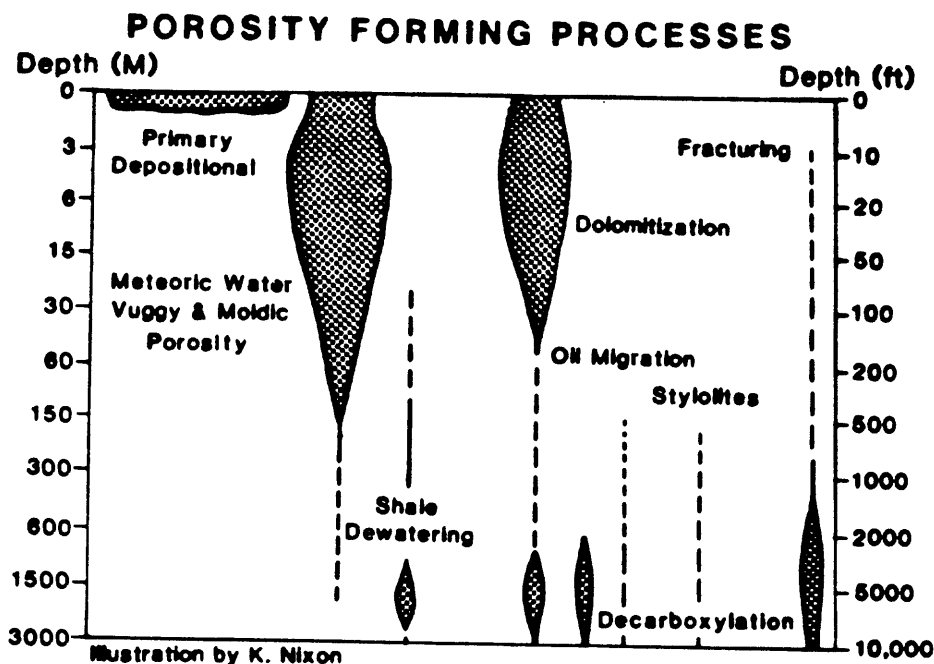 POROSITY FORMING PROCESSES
Depth (M)
Depth (ft)
0
0
Primary
Depositional
Fracturing
3
10
6
20
Dolomitization
15
50
Meteoric Water
Vuggy & Moldic
Porosity
30
100
Oil Migration
60
200
Stylolites
150
500
300
1000
Shale
Dewatering
600
2000
1500
5000
Decarboxylation
3000
10,000
Illustration by K. Nixon